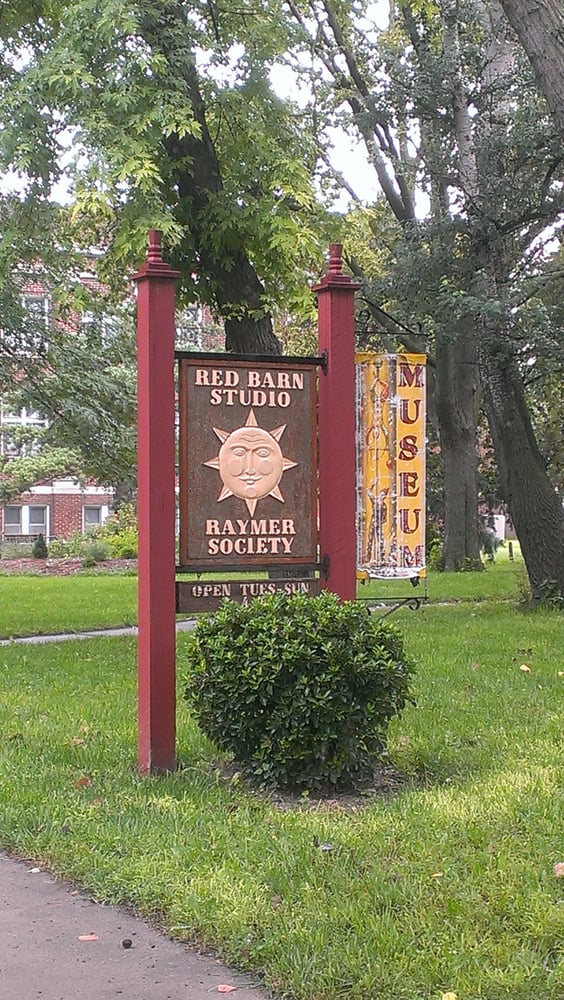 RED BARN
STUDIO
RAYMER
SOCIETY
OPEN TUES-SUN
MUSEUM